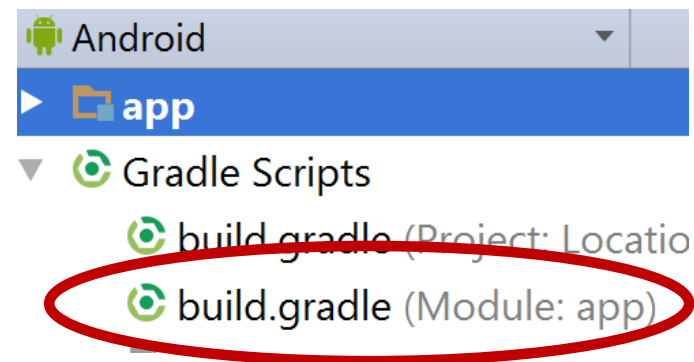 Android
app
Gradle Scripts
build.gradle (Project: Locatio
build.gradle (Module: app)